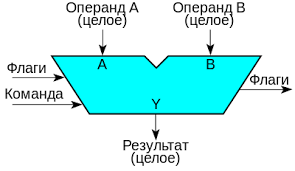 Операнд A
(целое)
Операнд B
(целое)
A
B
Флаги
Команда
Флаги
Y
Результат
(целое)